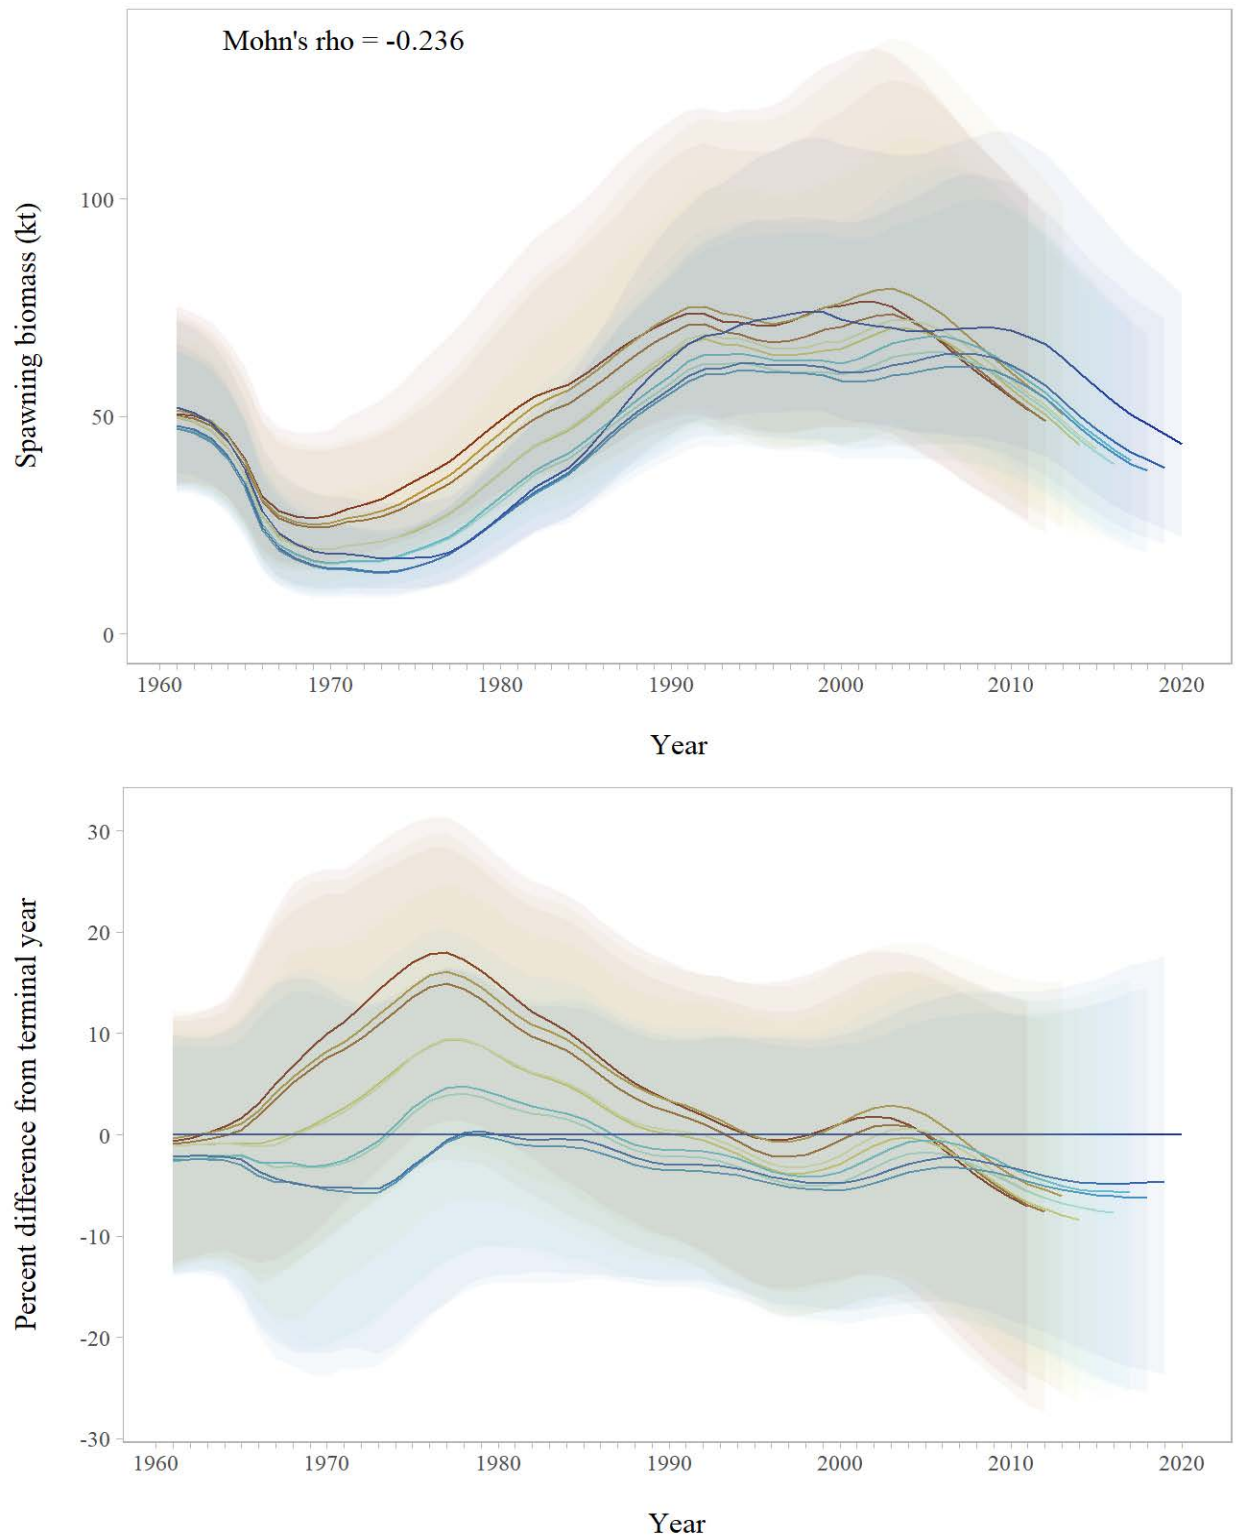 Mohn's rho = -0.236
Spawning biomass (kt)
100
50
0
1960 1970 1980 1990 2000 2010 2020
Year
Percent difference from terminal year
30
20
10
0
-10
-20
-30
1960 1970 1980 1990 2000 2010 2020
Year